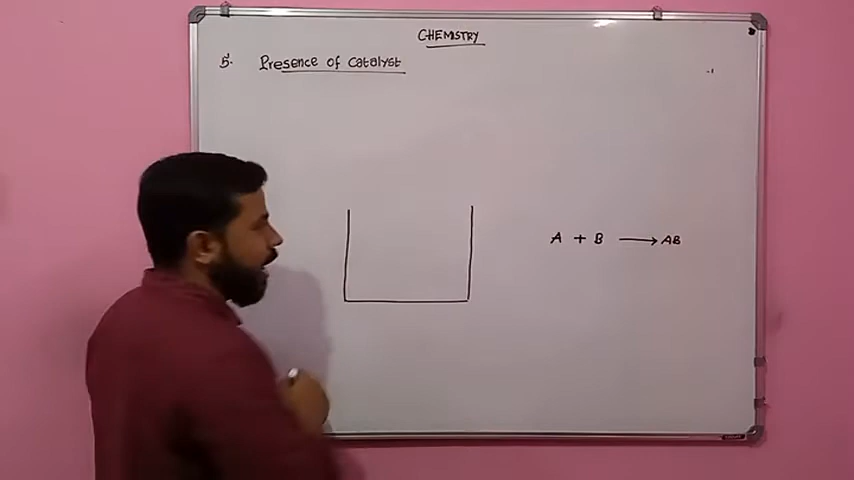 CHEMISTRY
5. Presence of Catalyst
A + B ⟶ AB